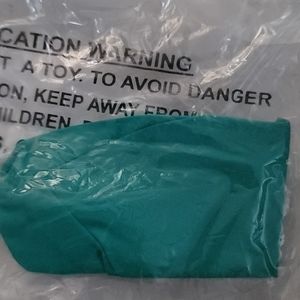 CATION WARNING
T A TOY. TO AVOID DANGER
ON, KEEP AWAY FROM
HILDREN,